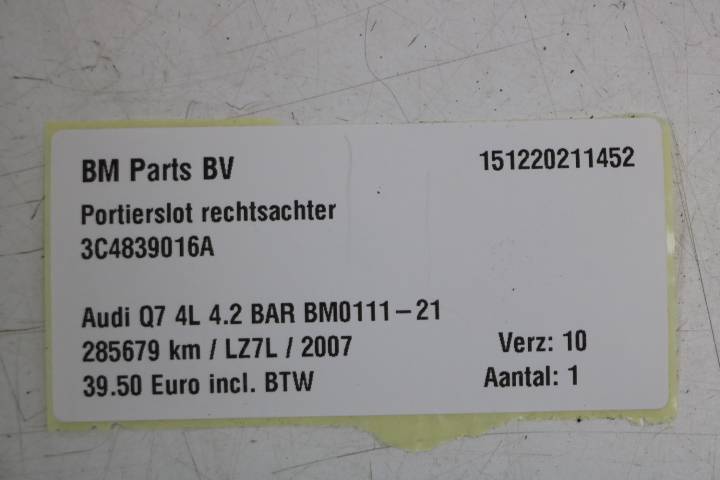 BM Parts BV 151220211452
Portierslot rechtsachter
3C4839016A
Audi Q7 4L 4.2 BAR BM0111-21
285679 km / LZ7L / 2007 Verz: 10
39.50 Euro incl. BTW Aantal: 1